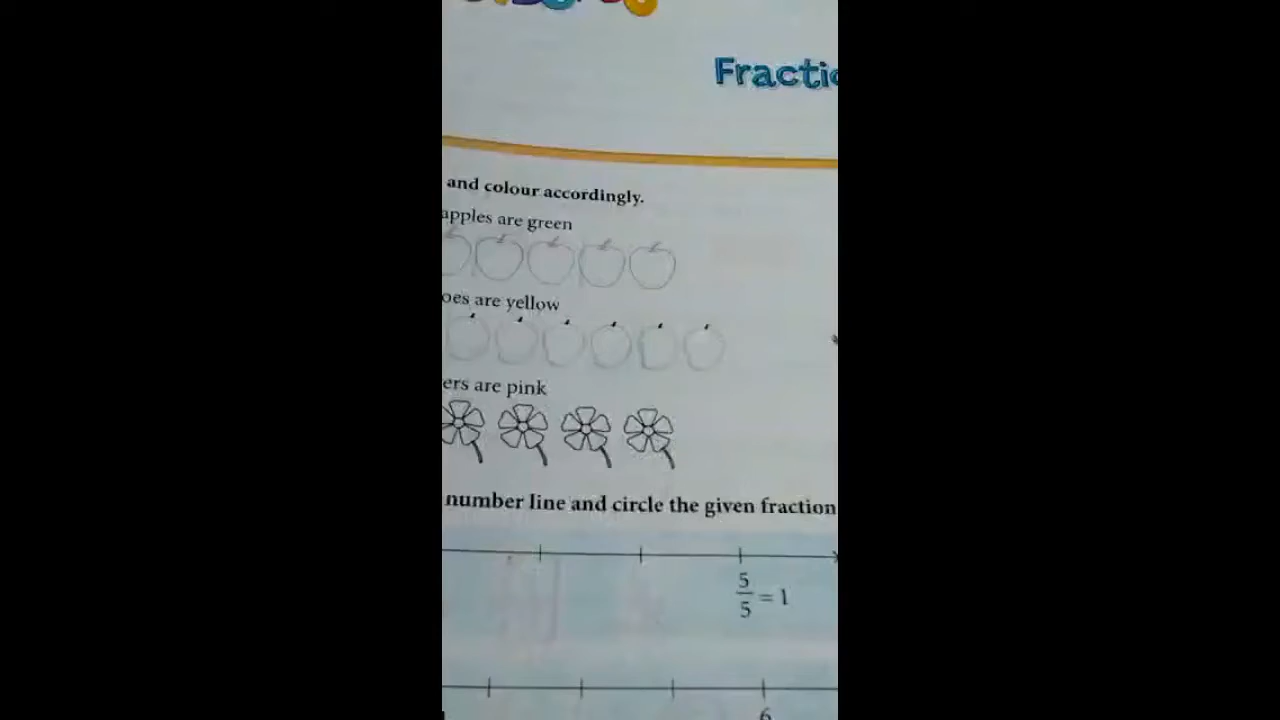 Fractio
and colour accordingly.
apples are green
oes are yellow
ers are pink
number line and circle the given fraction
5
5 = 1
6